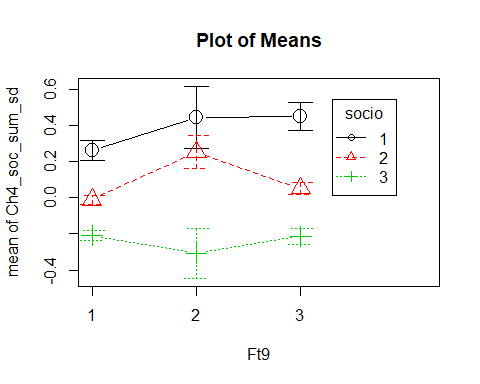 Plot of Means
mean of Ch4_soc_sum_sd
0.6
0.4
0.2
0.0
-0.4
socio
1
2
3
1 2 3
Ft9